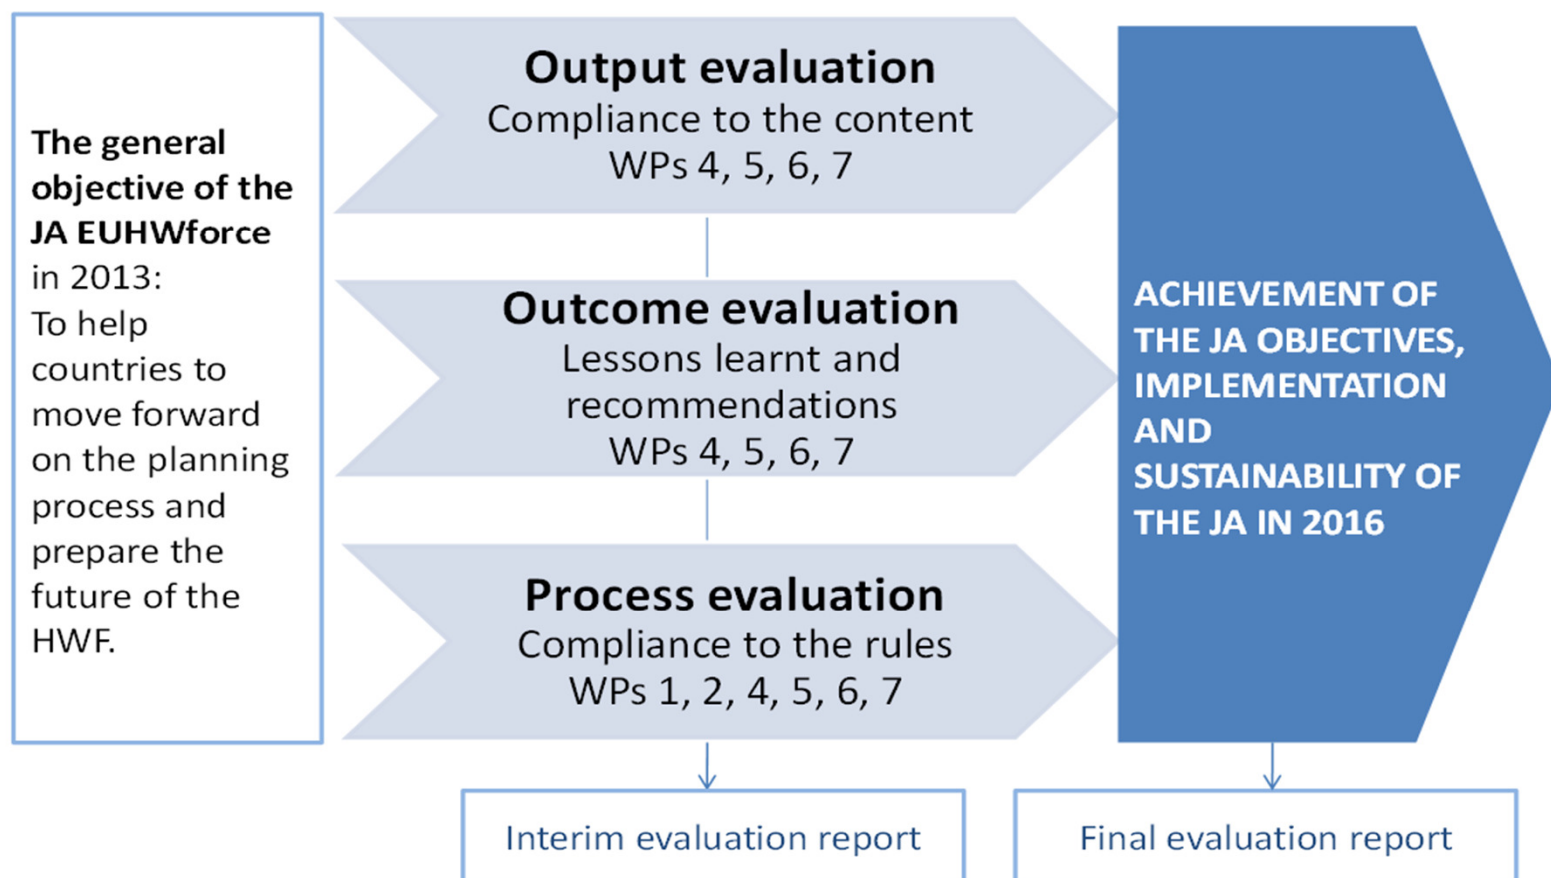 The general
objective of the
JA EUHWforce
in 2013:
To help
countries to
move forward
on the planning
process and
prepare the
future of the
HWF.
Output evaluation
Compliance to the content
WPs 4, 5, 6, 7
Outcome evaluation
Lessons learnt and
recommendations
WPs 4, 5, 6, 7
Process evaluation
Compliance to the rules
WPs 1, 2, 4, 5, 6, 7
ACHIEVEMENT OF
THE JA OBJECTIVES,
IMPLEMENTATION
AND
SUSTAINABILITY OF
THE JA IN 2016
Interim evaluation report
Final evaluation report